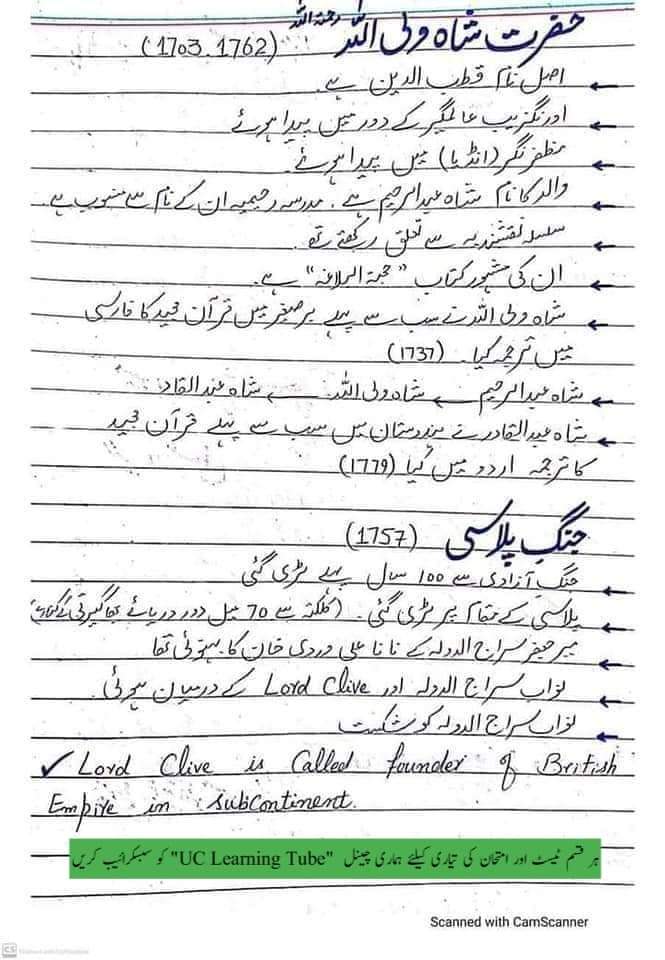 حضرت شاہ ولی اللہ رحمۃ اللہ
(1703.1762)
← اصل نام قطب الدین ہے۔
← اورنگزیب عالمگیر کے دور میں پیدا ہوئے
← مظفر نگر (انڈیا) میں پیدا ہوئے۔
← والد کا نام شاہ عبدالرحیم ہے۔ مدرسہ رحیمیہ ان کے نام سے منسوب ہے
← سلسلہ نقشبندیہ سے تعلق رکھتے تھے۔
← ان کی مشہور کتاب "حجۃ البلاغہ" ہے۔
← شاہ ولی اللہ نے سب سے پہلے برصغیر میں قرآن مجید کا فارسی
میں ترجمہ کیا۔ (1737)
← شاہ عبدالرحیم ← شاہ ولی اللہ ← شاہ عبدالقادر
← شاہ عبدالقادر نے ہندوستان میں سب سے پہلے قرآن مجید
کا ترجمہ اردو میں کیا (1779)
جنگِ پلاسی (1757)
← جنگِ آزادی سے 100 سال پہلے لڑی گئی
← پلاسی کے مقام پر لڑی گئی۔ (کلکتہ سے 70 میل دور دریائے بھاگیرتی کے کنارے)
← میر جعفر سراج الدولہ کے نانا علی وردی خان کا بہنوئی تھا
← نواب سراج الدولہ اور Lord Clive کے درمیان ہوئی۔
← نواب سراج الدولہ کو شکست
✓ Lord Clive is Called founder of British
Empire in subcontinent.
ہر قسم ٹیسٹ اور امتحان کی تیاری کیلئے ہماری چینل "UC Learning Tube" کو سبسکرائیب کریں
Scanned with CamScanner
CS Scanned with CamScanner